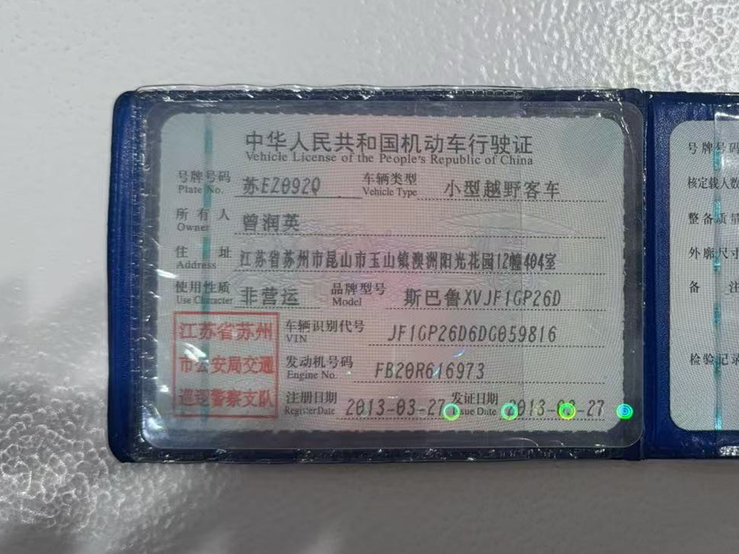 中华人民共和国机动车行驶证
Vehicle License of the People's Republic of China
号牌号码 苏EZ092Q 车辆类型 小型越野客车
Plate No. Vehicle Type
所有人 曾润英
Owner
住址 江苏省苏州市昆山市玉山镇澳洲阳光花园12幢404室
Address
使用性质 非营运 品牌型号 斯巴鲁XVJF1GP26D
Use Character Model
江苏省苏州
市公安局交通
巡逻警察支队
车辆识别代号 JF1GP26D6DG059816
VIN
发动机号码 FB20R616973
Engine No.
注册日期 2013-03-27 发证日期 2013-03-27
Register Date Issue Date
号牌号码
核定载人数
整备质量
外廓尺寸
备注
检验记录